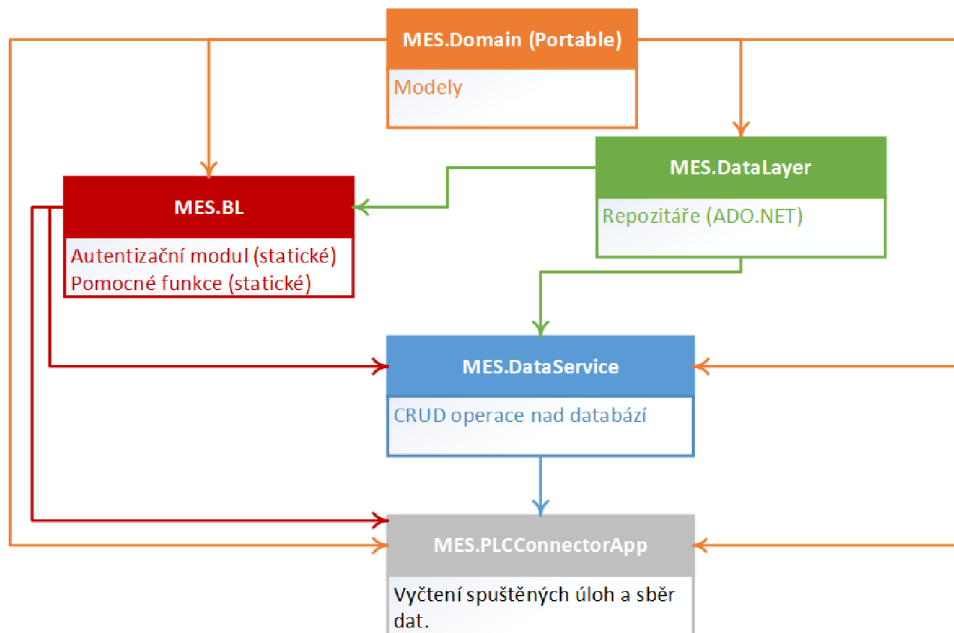 MES.Domain (Portable)
Modely
MES.DataLayer
Repozitáře (ADO.NET)
MES.BL
Autentizační modul (statické)
Pomocné funkce (statické)
MES.DataService
CRUD operace nad databází
MES.PLCConnectorApp
Vyčtení spuštěných úloh a sběr
dat.